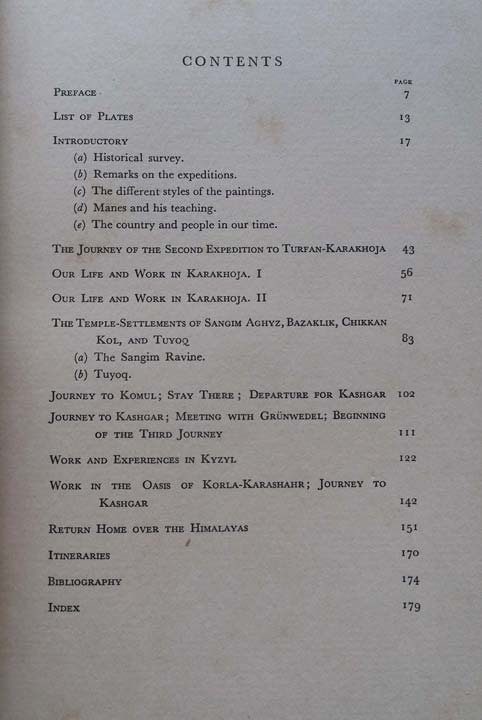 CONTENTS
PAGE
PREFACE 7
LIST OF PLATES 13
INTRODUCTORY 17
(a) Historical survey.
(b) Remarks on the expeditions.
(c) The different styles of the paintings.
(d) Manes and his teaching.
(e) The country and people in our time.
THE JOURNEY OF THE SECOND EXPEDITION TO TURFAN-KARAKHOJA 43
OUR LIFE AND WORK IN KARAKHOJA. I 56
OUR LIFE AND WORK IN KARAKHOJA. II 71
THE TEMPLE-SETTLEMENTS OF SANGIM AGHYZ, BAZAKLIK, CHIKKAN
KOL, AND TUYOQ 83
(a) The Sangim Ravine.
(b) Tuyoq.
JOURNEY TO KOMUL; STAY THERE; DEPARTURE FOR KASHGAR 102
JOURNEY TO KASHGAR; MEETING WITH GRÜNWEDEL; BEGINNING
OF THE THIRD JOURNEY 111
WORK AND EXPERIENCES IN KYZYL 122
WORK IN THE OASIS OF KORLA-KARASHAHR; JOURNEY TO
KASHGAR 142
RETURN HOME OVER THE HIMALAYAS 151
ITINERARIES 170
BIBLIOGRAPHY 174
INDEX 179